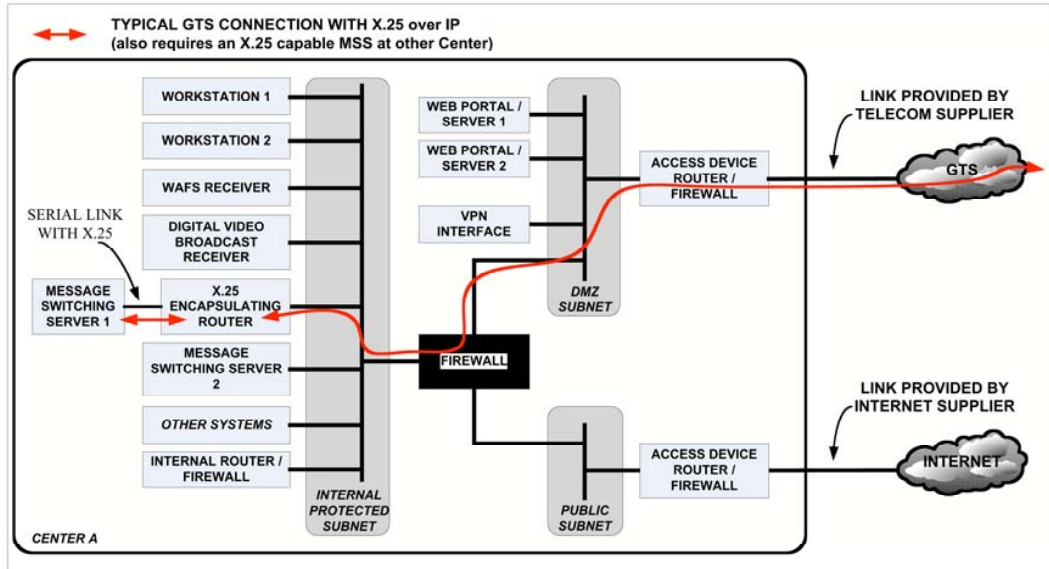 TYPICAL GTS CONNECTION WITH X.25 over IP
(also requires an X.25 capable MSS at other Center)
WORKSTATION 1
WORKSTATION 2
WAFS RECEIVER
DIGITAL VIDEO
BROADCAST
RECEIVER
SERIAL LINK
WITH X.25
MESSAGE
SWITCHING
SERVER 1
X.25
ENCAPSULATING
ROUTER
MESSAGE
SWITCHING SERVER
2
OTHER SYSTEMS
INTERNAL ROUTER /
FIREWALL
INTERNAL
PROTECTED
SUBNET
CENTER A
WEB PORTAL /
SERVER 1
WEB PORTAL /
SERVER 2
VPN
INTERFACE
DMZ
SUBNET
FIREWALL
PUBLIC
SUBNET
ACCESS DEVICE
ROUTER /
FIREWALL
LINK PROVIDED BY
TELECOM SUPPLIER
GTS
ACCESS DEVICE
ROUTER /
FIREWALL
LINK PROVIDED BY
INTERNET SUPPLIER
INTERNET